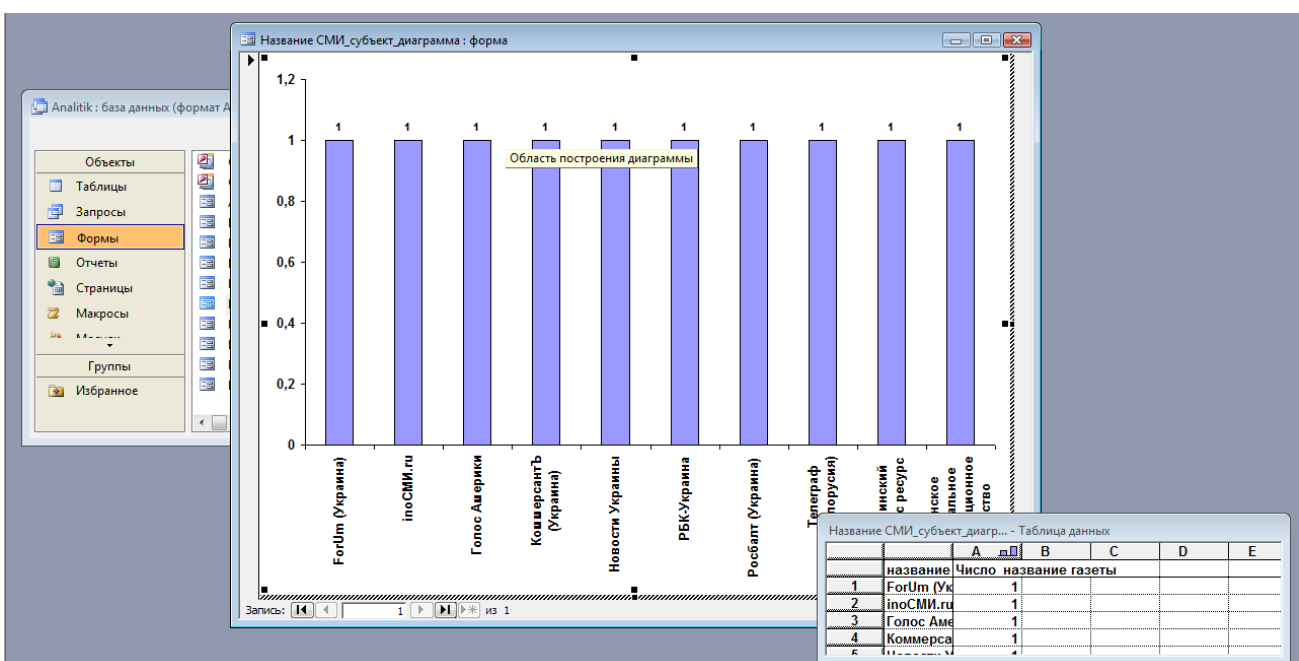 Название СМИ_субъект_диаграмма : форма
1,2
1
0,8
0,6
0,4
0,2
0
1 1 1 1 1 1 1 1 1 1
Область построения диаграммы
ForUm (Украина)
inoСМИ.ru
Голос Америки
КоммерсантЪ
(Украина)
Новости Украины
РБК-Украина
Росбалт (Украина)
Телеграф
Запись: 1 из 1
Analitik : база данных (формат A
Объекты
Таблицы
Запросы
Формы
Отчеты
Страницы
Макросы
Группы
Избранное
Название СМИ_субъект_диагр... - Таблица данных
A B C D E
название Число название газеты
1 ForUm (Ук 1
2 inoСМИ.ru 1
3 Голос Аме 1
4 Коммерса 1